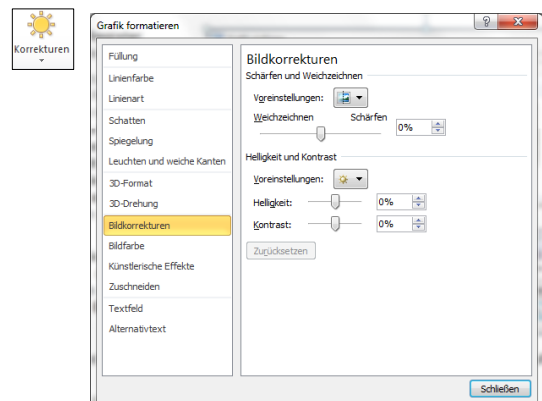 Korrekturen
Grafik formatieren
Füllung
Linienfarbe
Linienart
Schatten
Spiegelung
Leuchten und weiche Kanten
3D-Format
3D-Drehung
Bildkorrekturen
Bildfarbe
Künstlerische Effekte
Zuschneiden
Textfeld
Alternativtext
Bildkorrekturen
Schärfen und Weichzeichnen
Voreinstellungen:
Weichzeichnen Schärfen
0%
Helligkeit und Kontrast
Voreinstellungen:
Helligkeit: 0%
Kontrast: 0%
Zurücksetzen
Schließen